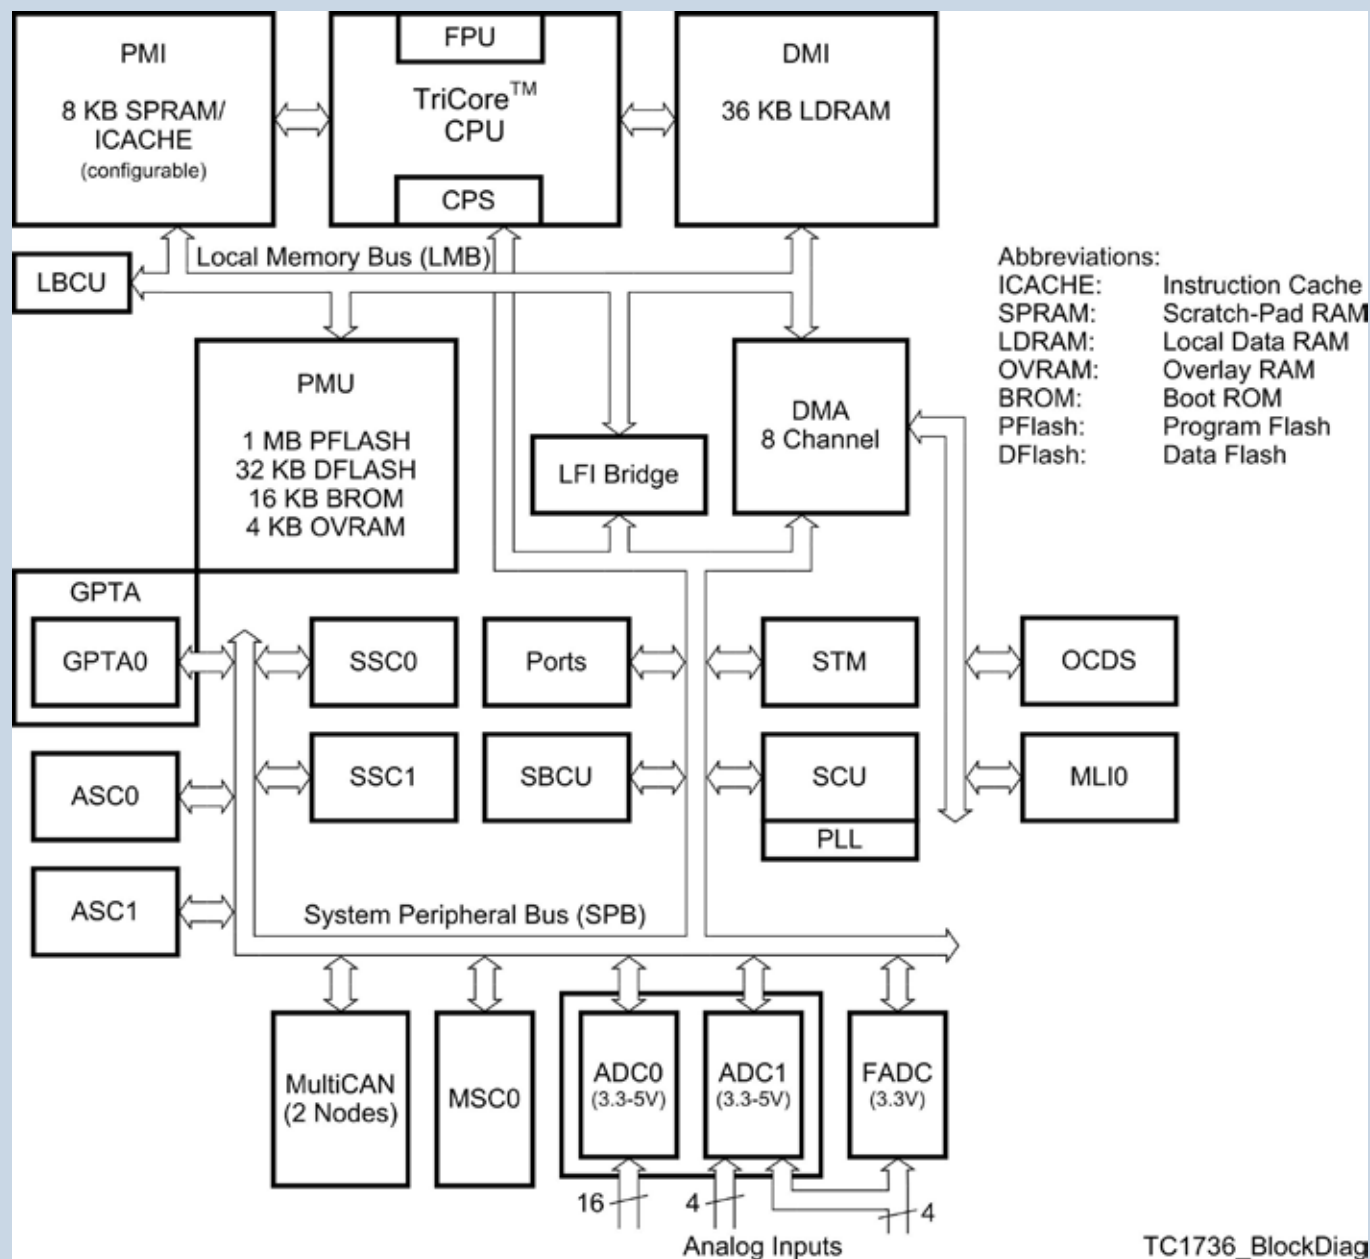 PMI
8 KB SPRAM/
ICACHE
(configurable)
FPU
TriCore™
CPU
CPS
DMI
36 KB LDRAM
Local Memory Bus (LMB)
LBCU
Abbreviations:
ICACHE: Instruction Cache
SPRAM: Scratch-Pad RAM
LDRAM: Local Data RAM
OVRAM: Overlay RAM
BROM: Boot ROM
PFlash: Program Flash
DFlash: Data Flash
PMU
1 MB PFLASH
32 KB DFLASH
16 KB BROM
4 KB OVRAM
LFI Bridge
DMA
8 Channel
GPTA
GPTA0
SSC0
Ports
STM
OCDS
ASC0
SSC1
SBCU
SCU
PLL
MLI0
ASC1
System Peripheral Bus (SPB)
MultiCAN
(2 Nodes)
MSC0
ADC0
(3.3-5V)
ADC1
(3.3-5V)
FADC
(3.3V)
16
4
4
Analog Inputs
TC1736_BlockDiag